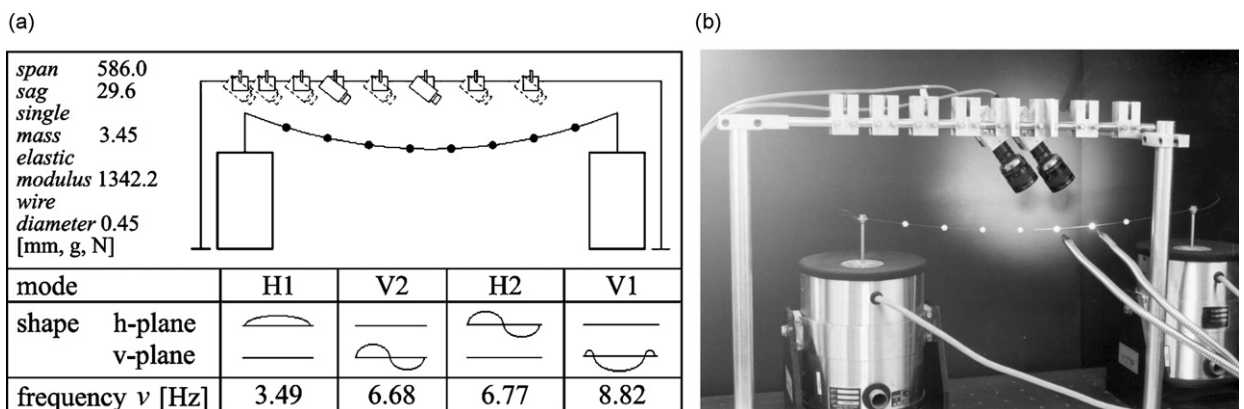 (a)
(b)
span 586.0
sag 29.6
single
mass 3.45
elastic
modulus 1342.2
wire
diameter 0.45
[mm, g, N]
mode H1 V2 H2 V1
shape h-plane
v-plane
frequency ν [Hz] 3.49 6.68 6.77 8.82